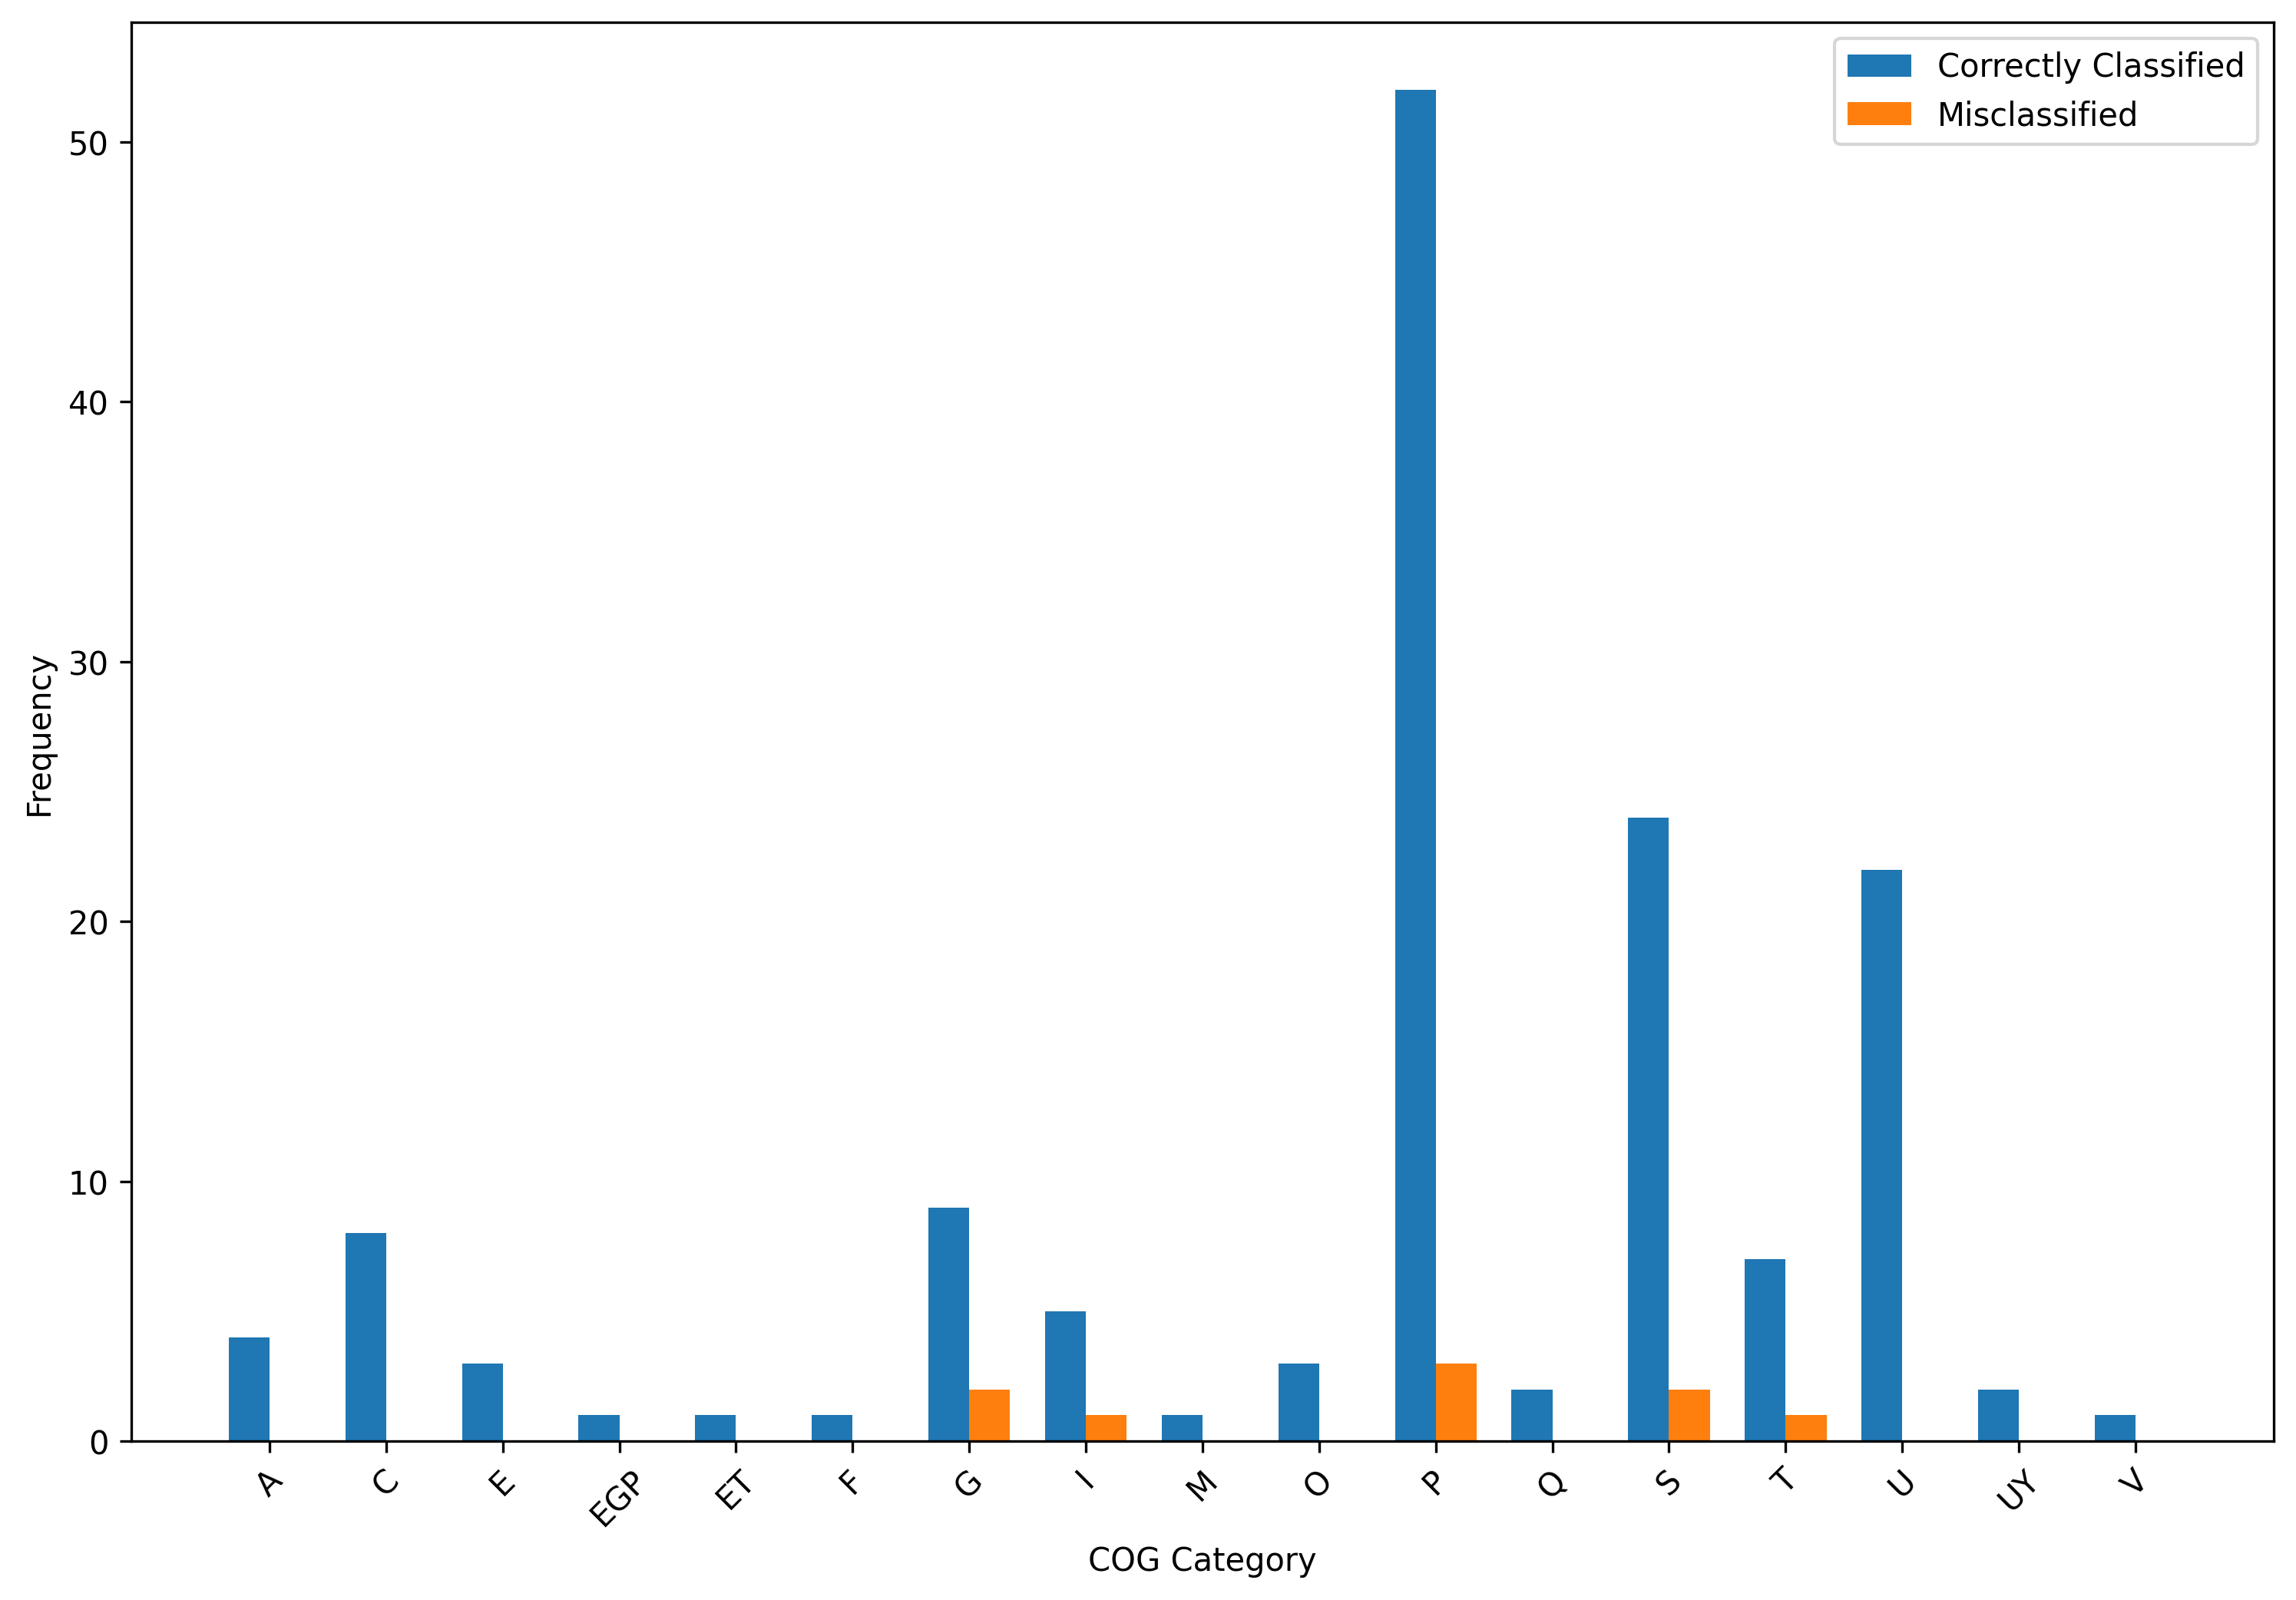 Correctly Classified
Misclassified
50
40
30
20
10
0
Frequency
A C E EGP ET F G I M O P Q S T U UY V
COG Category